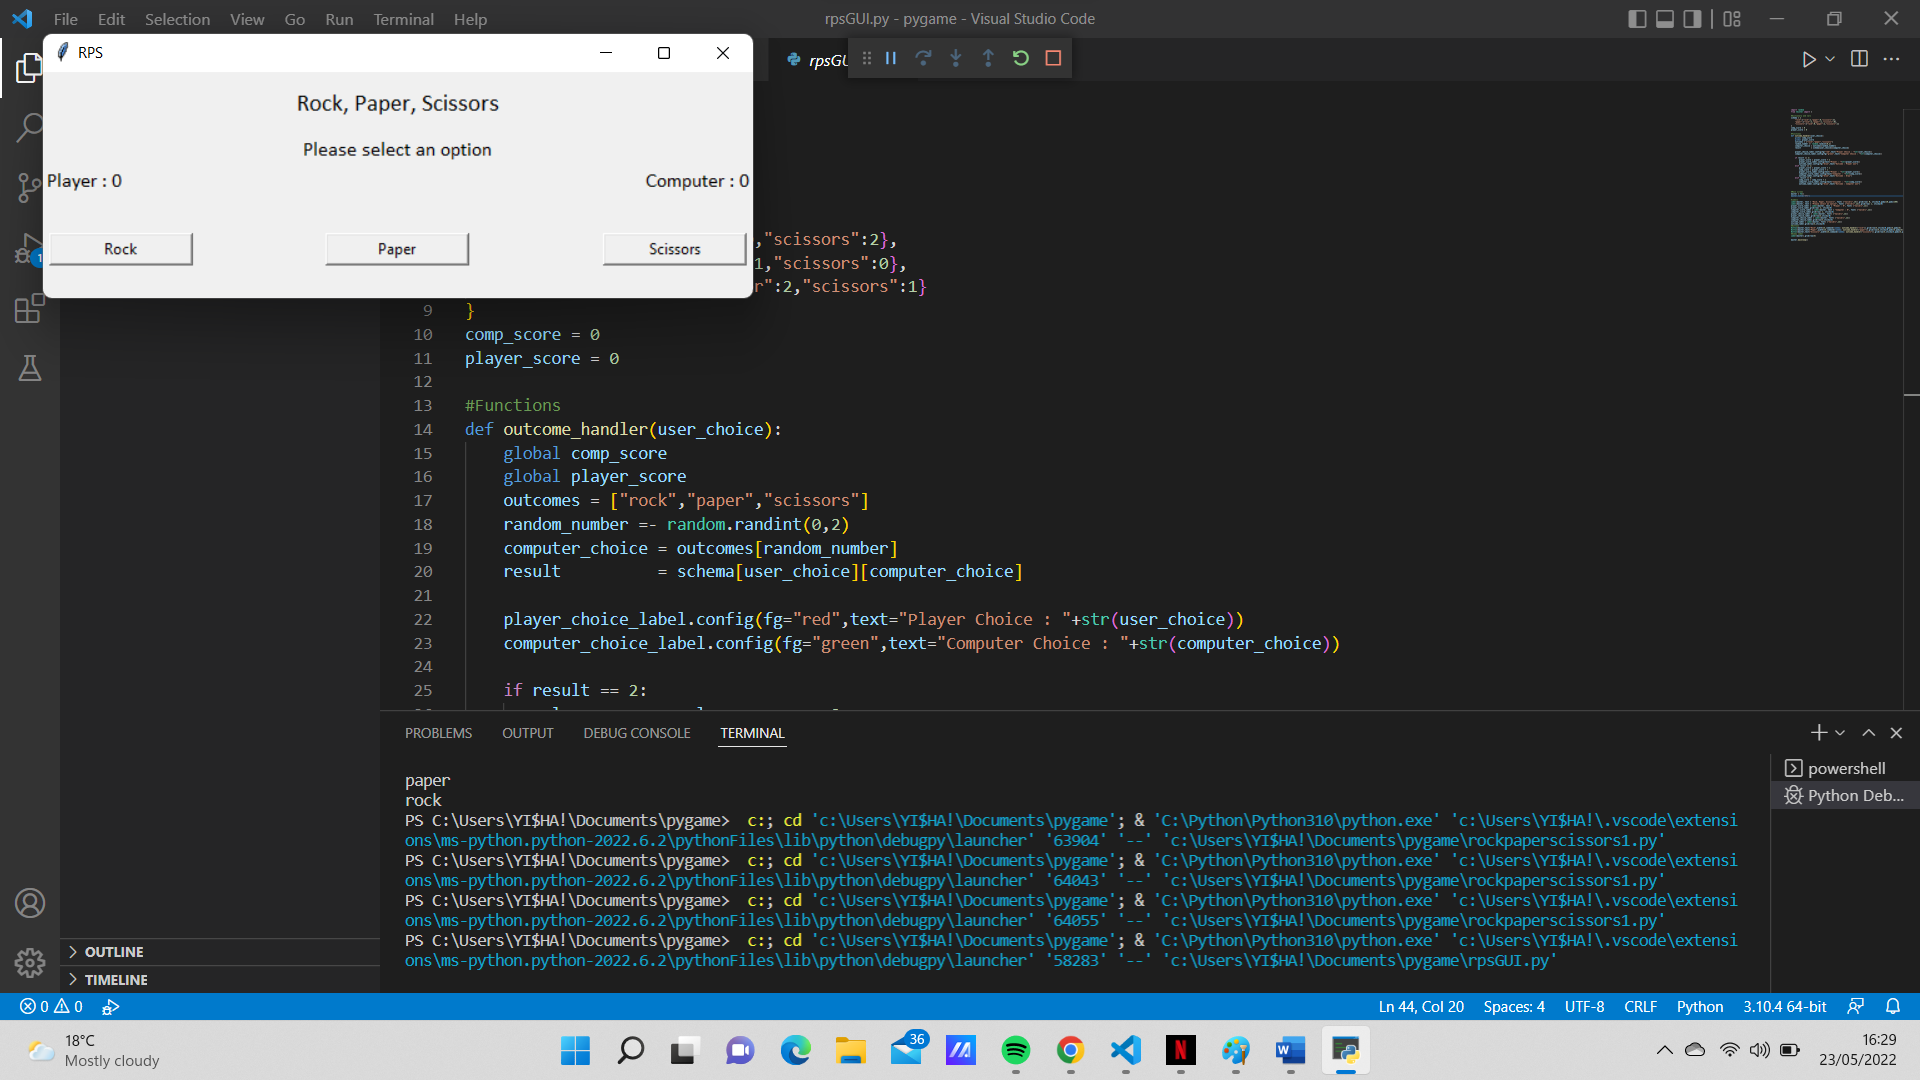 File Edit Selection View Go Run Terminal Help
rpsGUI.py - pygame - Visual Studio Code
RPS
Rock, Paper, Scissors
Please select an option
Player : 0
Computer : 0
Rock
Paper
Scissors
,"scissors":2},
1,"scissors":0},
r":2,"scissors":1}
9 }
10 comp_score = 0
11 player_score = 0
12
13 #Functions
14 def outcome_handler(user_choice):
15 global comp_score
16 global player_score
17 outcomes = ["rock","paper","scissors"]
18 random_number =- random.randint(0,2)
19 computer_choice = outcomes[random_number]
20 result = schema[user_choice][computer_choice]
21
22 player_choice_label.config(fg="red",text="Player Choice : "+str(user_choice))
23 computer_choice_label.config(fg="green",text="Computer Choice : "+str(computer_choice))
24
25 if result == 2:
PROBLEMS OUTPUT DEBUG CONSOLE TERMINAL
powershell
Python Deb...
paper
rock
PS C:\Users\YI$HA!\Documents\pygame> c:; cd 'c:\Users\YI$HA!\Documents\pygame'; & 'C:\Python\Python310\python.exe' 'c:\Users\YI$HA!\.vscode\extensi
ons\ms-python.python-2022.6.2\pythonFiles\lib\python\debugpy\launcher' '63904' '--' 'c:\Users\YI$HA!\Documents\pygame\rockpaperscissors1.py'
PS C:\Users\YI$HA!\Documents\pygame> c:; cd 'c:\Users\YI$HA!\Documents\pygame'; & 'C:\Python\Python310\python.exe' 'c:\Users\YI$HA!\.vscode\extensi
ons\ms-python.python-2022.6.2\pythonFiles\lib\python\debugpy\launcher' '64043' '--' 'c:\Users\YI$HA!\Documents\pygame\rockpaperscissors1.py'
PS C:\Users\YI$HA!\Documents\pygame> c:; cd 'c:\Users\YI$HA!\Documents\pygame'; & 'C:\Python\Python310\python.exe' 'c:\Users\YI$HA!\.vscode\extensi
ons\ms-python.python-2022.6.2\pythonFiles\lib\python\debugpy\launcher' '64055' '--' 'c:\Users\YI$HA!\Documents\pygame\rockpaperscissors1.py'
PS C:\Users\YI$HA!\Documents\pygame> c:; cd 'c:\Users\YI$HA!\Documents\pygame'; & 'C:\Python\Python310\python.exe' 'c:\Users\YI$HA!\.vscode\extensi
ons\ms-python.python-2022.6.2\pythonFiles\lib\python\debugpy\launcher' '58283' '--' 'c:\Users\YI$HA!\Documents\pygame\rpsGUI.py'
OUTLINE
TIMELINE
0 0
Ln 44, Col 20 Spaces: 4 UTF-8 CRLF Python 3.10.4 64-bit
18°C
Mostly cloudy
36
16:29
23/05/2022